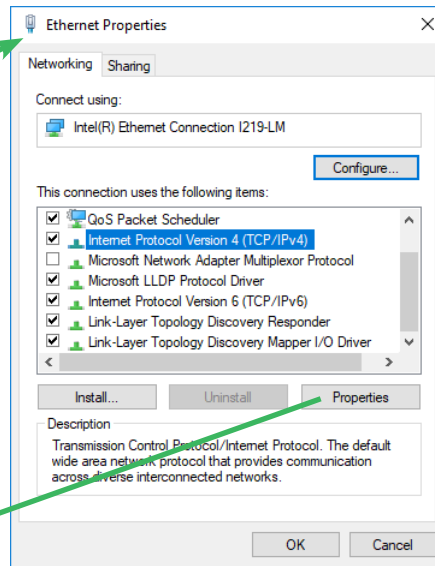 Ethernet Properties
Networking Sharing
Connect using:
Intel(R) Ethernet Connection I219-LM
Configure...
This connection uses the following items:
QoS Packet Scheduler
Internet Protocol Version 4 (TCP/IPv4)
Microsoft Network Adapter Multiplexor Protocol
Microsoft LLDP Protocol Driver
Internet Protocol Version 6 (TCP/IPv6)
Link-Layer Topology Discovery Responder
Link-Layer Topology Discovery Mapper I/O Driver
Install... Uninstall Properties
Description
Transmission Control Protocol/Internet Protocol. The default
wide area network protocol that provides communication
across diverse interconnected networks.
OK Cancel